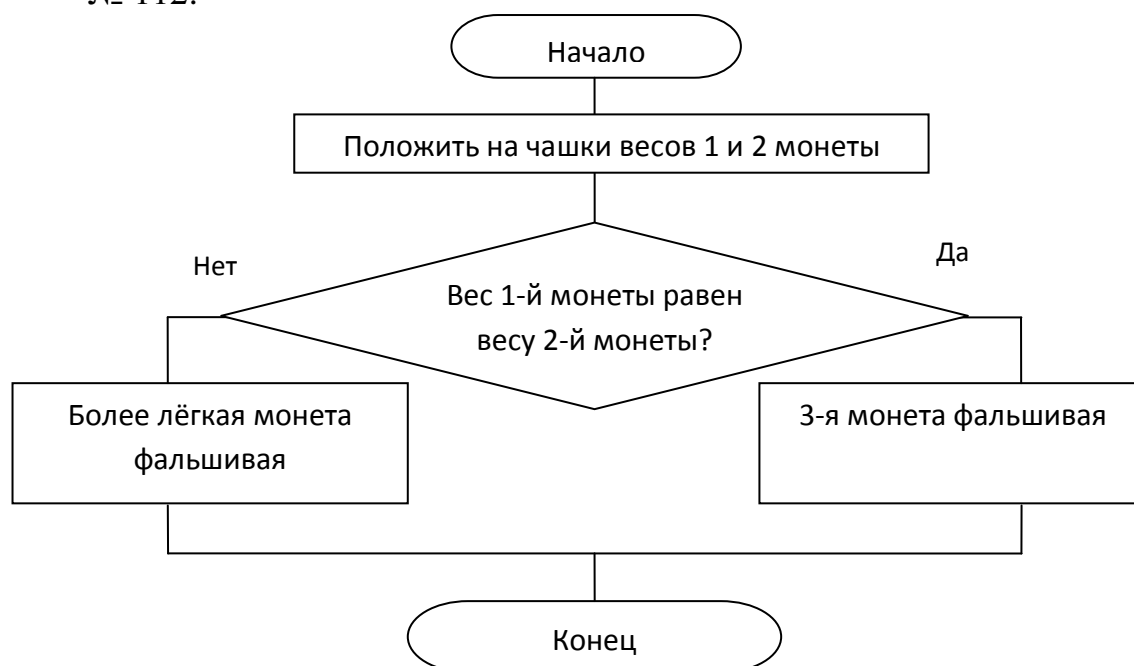 № 112.
Начало
Положить на чашки весов 1 и 2 монеты
Нет
Да
Вес 1-й монеты равен
весу 2-й монеты?
Более лёгкая монета
фальшивая
3-я монета фальшивая
Конец